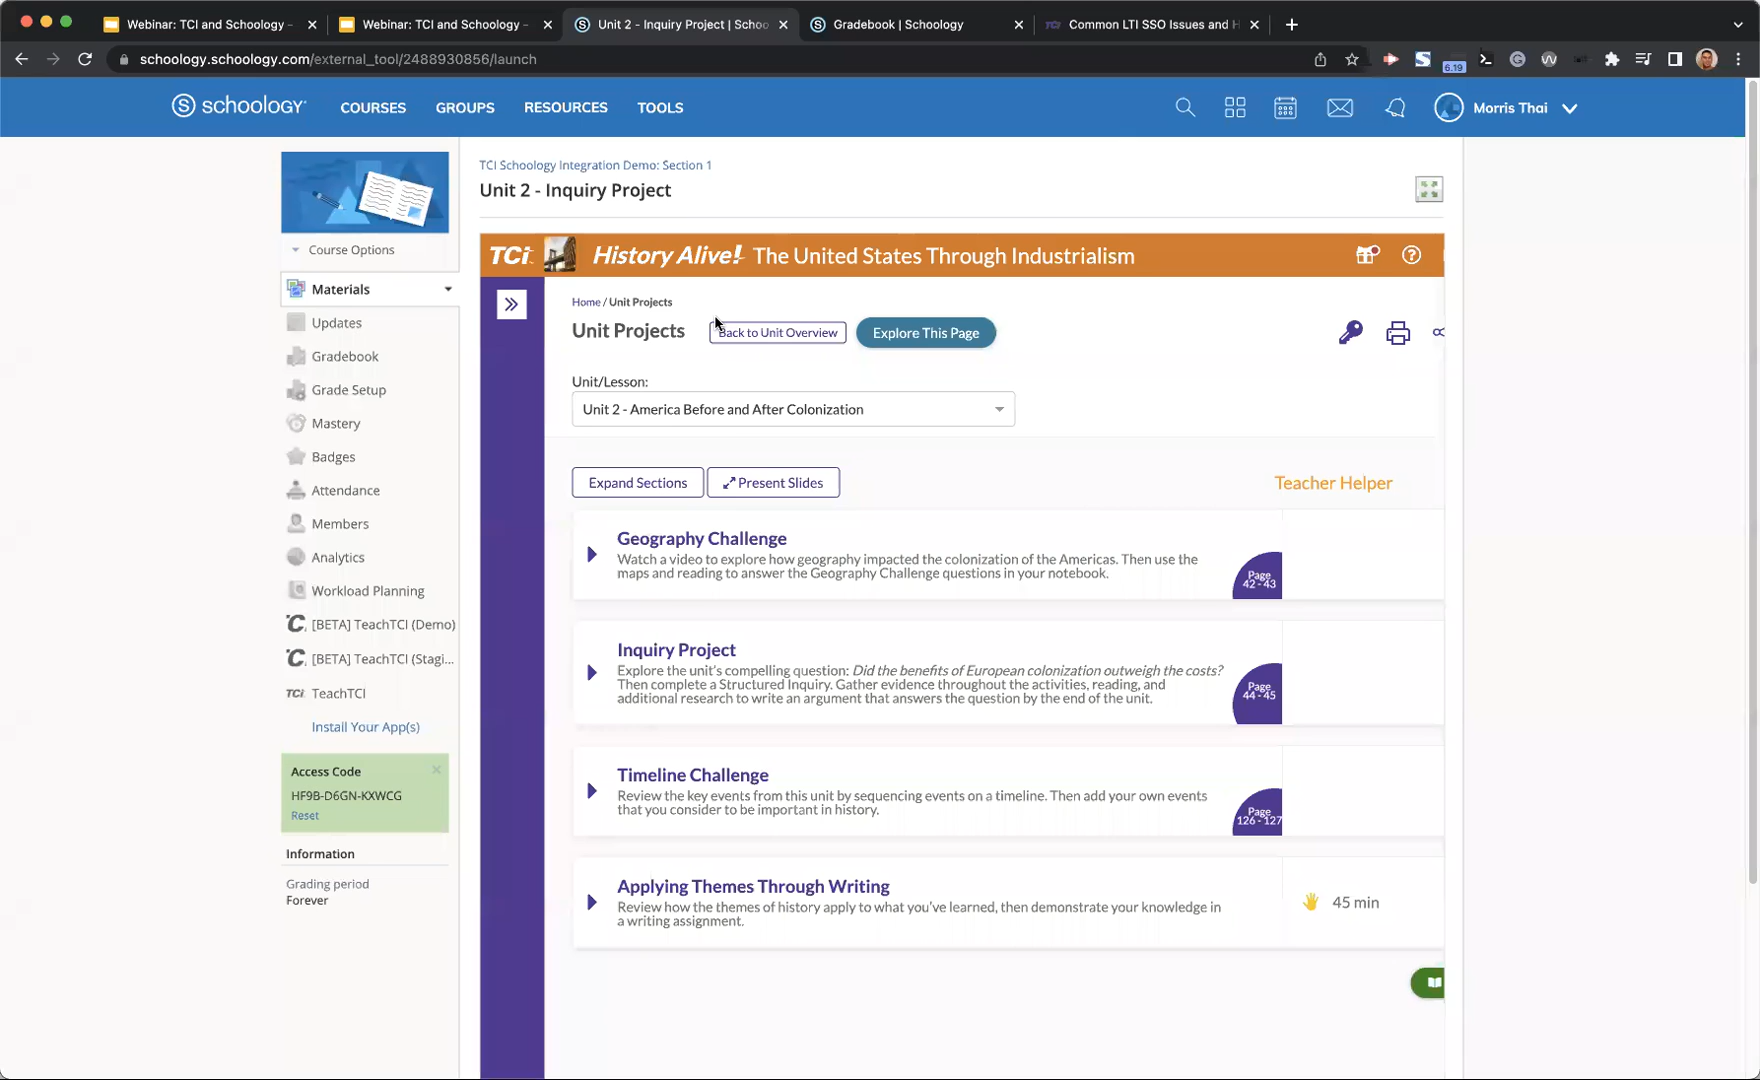 Webinar: TCI and Schoology -
Webinar: TCI and Schoology -
Unit 2 - Inquiry Project | Schoo
Gradebook | Schoology
TCi Common LTI SSO Issues and H
schoology.schoology.com/external_tool/2488930856/launch
6.19
schoology
COURSES
GROUPS
RESOURCES
TOOLS
Morris Thai
Course Options
Materials
Updates
Gradebook
Grade Setup
Mastery
Badges
Attendance
Members
Analytics
Workload Planning
[BETA] TeachTCI (Demo)
[BETA] TeachTCI (Stagi...
TCi TeachTCI
Install Your App(s)
Access Code
HF9B-D6GN-KXWCG
Reset
Information
Grading period
Forever
TCI Schoology Integration Demo: Section 1
Unit 2 - Inquiry Project
TCi History Alive! The United States Through Industrialism
Home / Unit Projects
Unit Projects
Back to Unit Overview
Explore This Page
Unit/Lesson:
Unit 2 - America Before and After Colonization
Expand Sections
Present Slides
Teacher Helper
Geography Challenge
Watch a video to explore how geography impacted the colonization of the Americas. Then use the
maps and reading to answer the Geography Challenge questions in your notebook.
Page
42 - 43
Inquiry Project
Explore the unit's compelling question: Did the benefits of European colonization outweigh the costs?
Then complete a Structured Inquiry. Gather evidence throughout the activities, reading, and
additional research to write an argument that answers the question by the end of the unit.
Page
44 - 45
Timeline Challenge
Review the key events from this unit by sequencing events on a timeline. Then add your own events
that you consider to be important in history.
Page
126 - 127
Applying Themes Through Writing
Review how the themes of history apply to what you've learned, then demonstrate your knowledge in
a writing assignment.
45 min